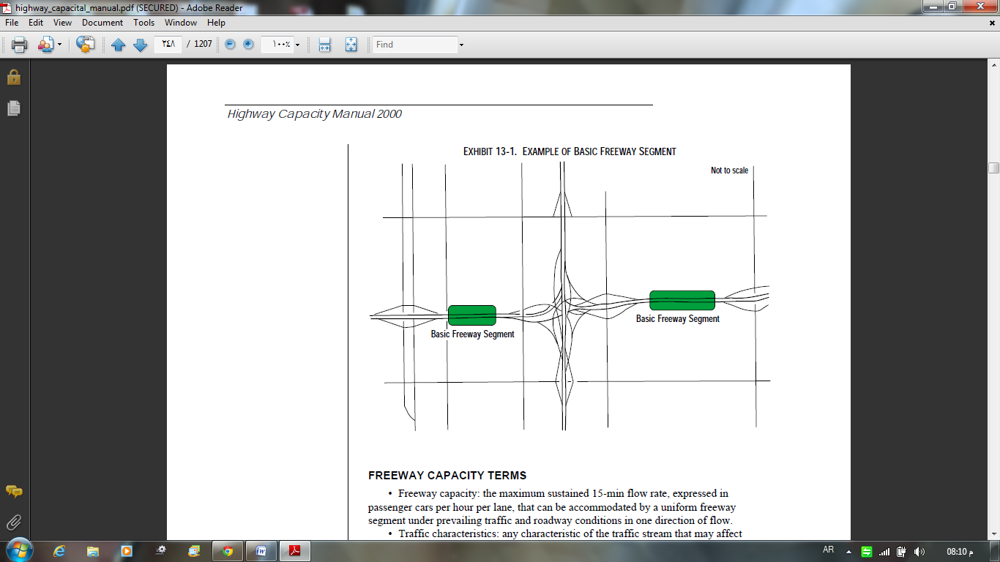 highway_capacital_manual.pdf (SECURED) - Adobe Reader
File Edit View Document Tools Window Help
٢٤٨ / 1207 ١٠٠٪ Find
Highway Capacity Manual 2000
EXHIBIT 13-1. EXAMPLE OF BASIC FREEWAY SEGMENT
Not to scale
Basic Freeway Segment
Basic Freeway Segment
FREEWAY CAPACITY TERMS
• Freeway capacity: the maximum sustained 15-min flow rate, expressed in
passenger cars per hour per lane, that can be accommodated by a uniform freeway
segment under prevailing traffic and roadway conditions in one direction of flow.
• Traffic characteristics: any characteristic of the traffic stream that may affect
AR 08:10 م